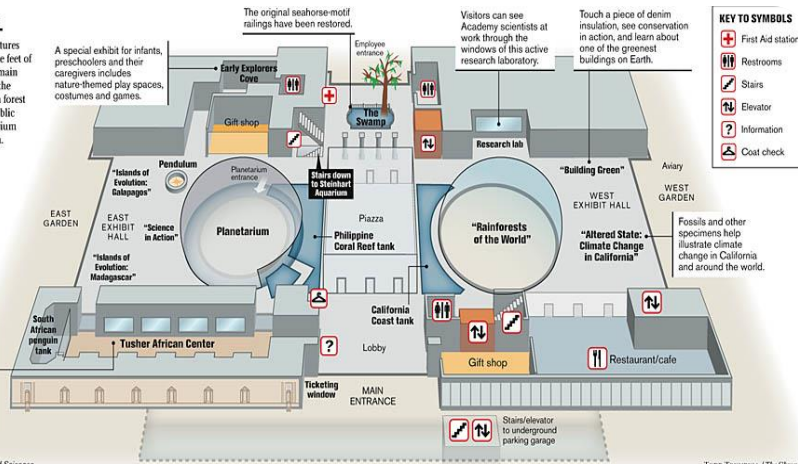 tures
e feet of
main
the
n forest
blic
ium
The original seahorse-motif
railings have been restored.
A special exhibit for infants,
preschoolers and their
caregivers includes
nature-themed play spaces,
costumes and games.
Employee
entrance
Visitors can see
Academy scientists at
work through the
windows of this active
research laboratory.
Touch a piece of denim
insulation, see conservation
in action, and learn about
one of the greenest
buildings on Earth.
KEY TO SYMBOLS
First Aid station
Restrooms
Stairs
Elevator
? Information
Coat check
Early Explorers
Cove
The
Swamp
Gift shop
Research lab
Pendulum
"Islands of
Evolution:
Galapagos"
Planetarium
entrance
Stairs down
to Steinhart
Aquarium
"Building Green"
Aviary
WEST
GARDEN
WEST
EXHIBIT HALL
EAST
GARDEN
EAST
EXHIBIT
HALL
"Science
in Action"
"Islands of
Evolution:
Madagascar"
Planetarium
Piazza
Philippine
Coral Reef tank
"Rainforests
of the World"
"Altered State:
Climate Change
in California"
Fossils and other
specimens help
illustrate climate
change in California
and around the world.
California
Coast tank
South
African
penguin
tank
Tusher African Center
?
Lobby
Gift shop
Restaurant/cafe
Ticketing
window
MAIN
ENTRANCE
Stairs/elevator
to underground
parking garage